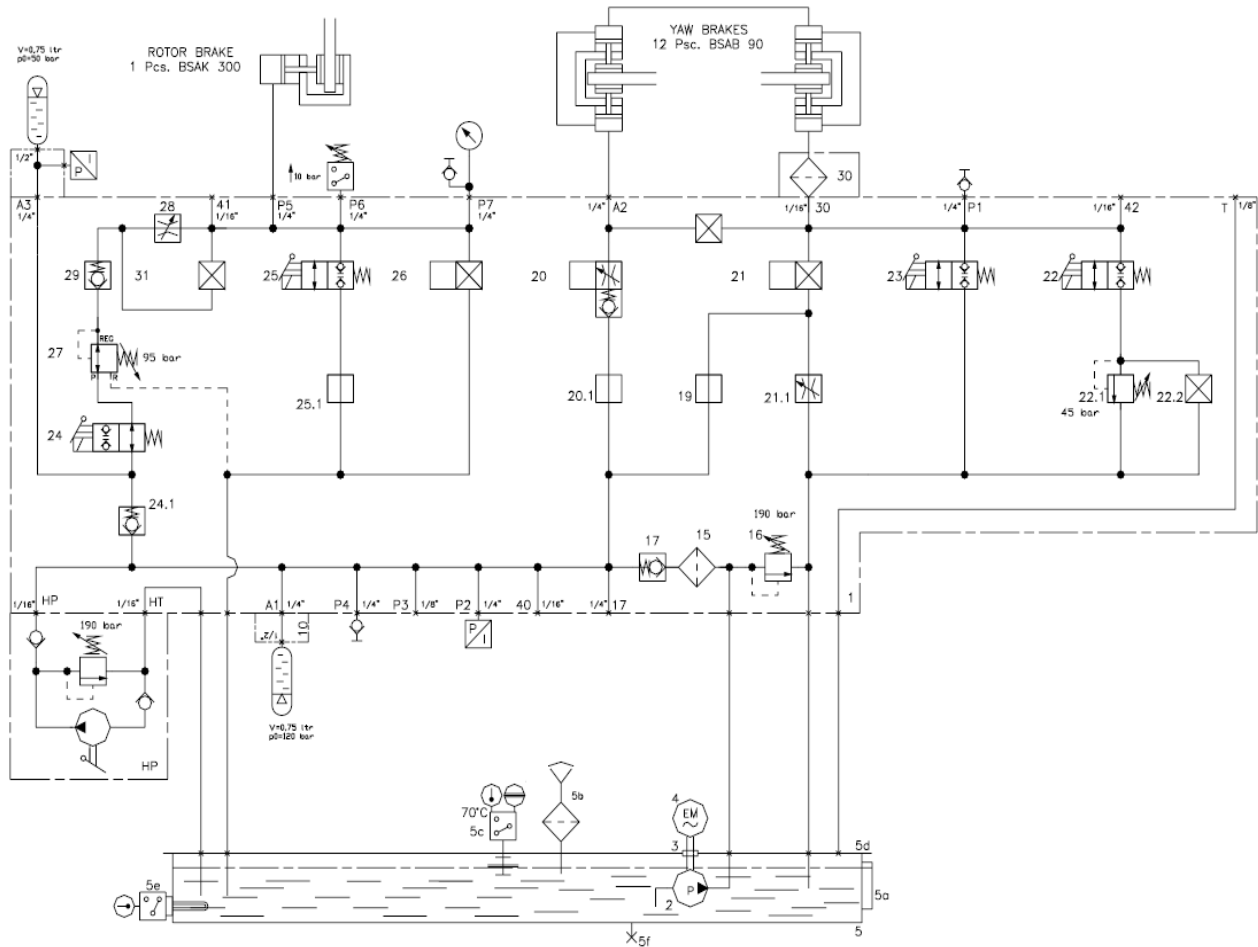 V=0,75 ltr
p0=50 bar
ROTOR BRAKE
1 Pcs. BSAK 300
YAW BRAKES
12 Psc. BSAB 90
1/2"
P I
10 bar
30
A3
1/4"
28
41
1/16"
P5
1/4"
P6
1/4"
P7
1/4"
1/4"
A2
1/16"
30
1/4"
P1
1/16"
42
T
1/8"
29
31
25
26
20
21
23
22
REG
27
P
R
95 bar
25.1
20.1
19
21.1
22.1
22.2
45 bar
24
24.1
190 bar
17
15
16
1/16"
HP
1/16"
HT
A1
1/4"
P4
1/4"
P3
1/8"
P2
1/4"
40
1/16"
1/4"
17
1
1/2"
10
P
I
190 bar
V=0,75 ltr
p0=120 bar
HP
70°C
5c
5b
4
EM
~
3
5d
5e
P
2
5a
5
5f